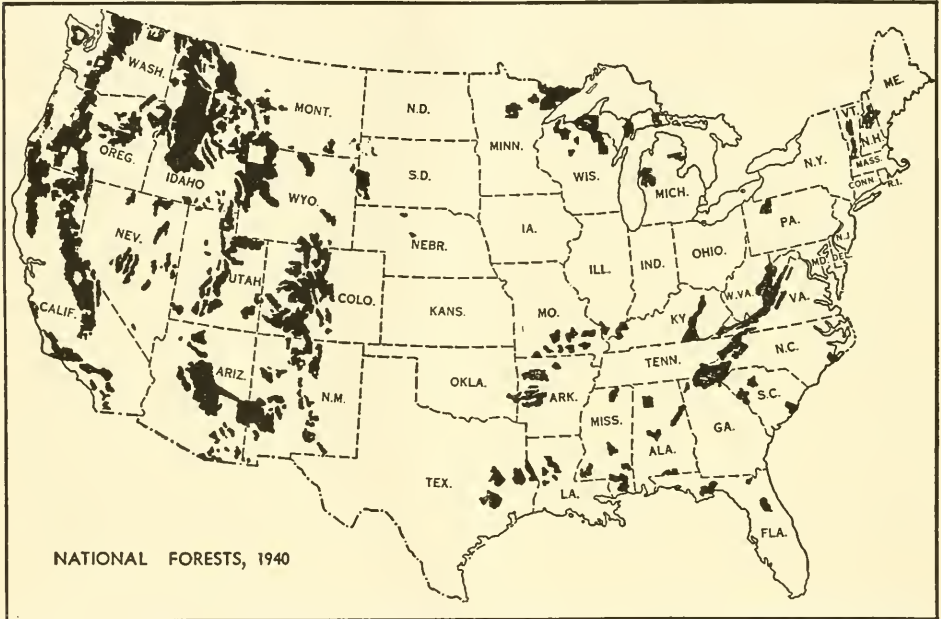 WASH.
MONT.
N.D.
MINN.
ME.
VT.
N.H.
OREG.
IDAHO
WYO.
S.D.
WIS.
MICH.
N.Y.
MASS.
CONN.
R.I.
NEV.
UTAH
COLO.
NEBR.
IA.
ILL.
IND.
OHIO.
PA.
N.J.
MD.
DEL.
CALIF.
KANS.
MO.
KY.
W.VA.
VA.
ARIZ.
N.M.
OKLA.
ARK.
TENN.
N.C.
S.C.
TEX.
LA.
MISS.
ALA.
GA.
FLA.
NATIONAL FORESTS, 1940